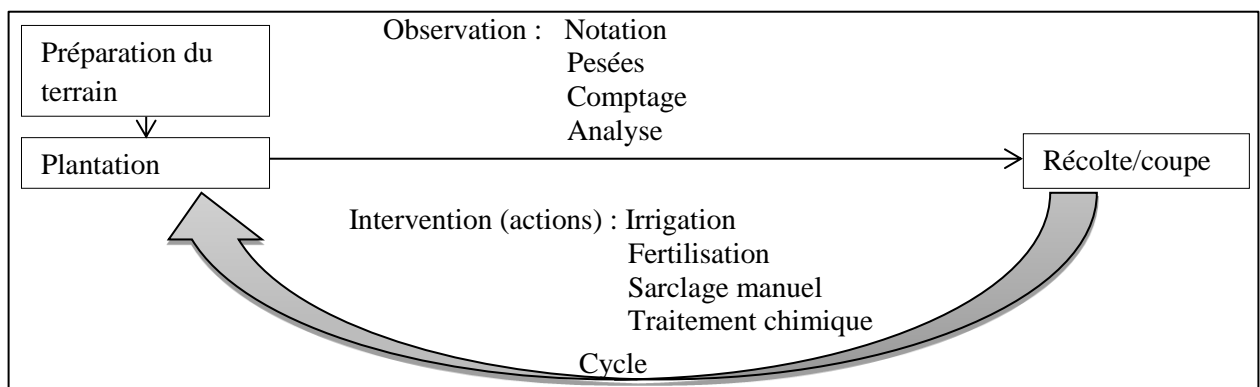 Préparation du
terrain
Plantation
Observation : Notation
Pesées
Comptage
Analyse
Récolte/coupe
Intervention (actions) : Irrigation
Fertilisation
Sarclage manuel
Traitement chimique
Cycle